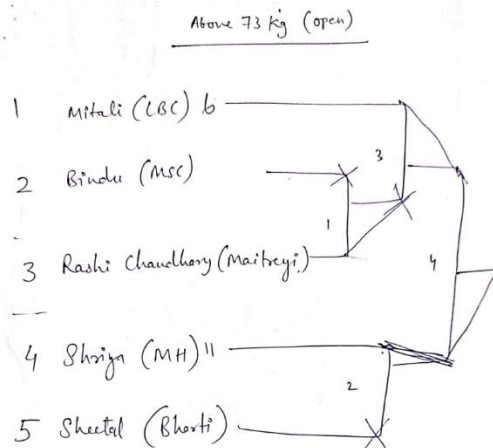 Above 73 kg (open)
1 Mitali (LBC) 6
2 Bindu (MSC)
3 Rashi Chaudhary (Maitreyi)
4 Shriya (MH) 11
5 Sheetal (Bharti)
3
1
4
2